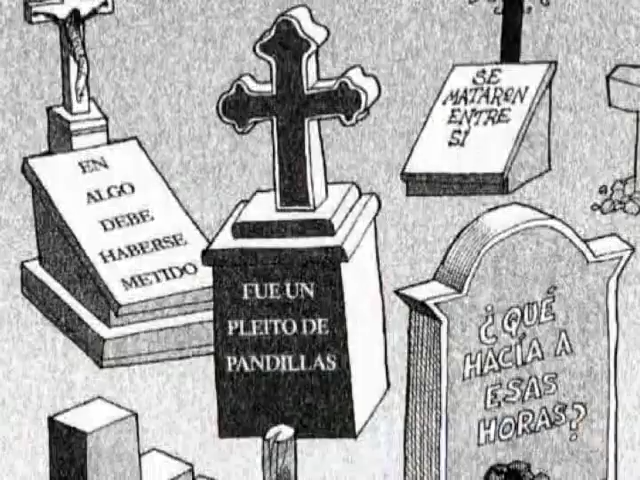 EN
ALGO
DEBE
HABERSE
METIDO
FUE UN
PLEITO DE
PANDILLAS
SE
MATARON
ENTRE
SÍ
¿QUÉ
HACÍA A
ESAS
HORAS?